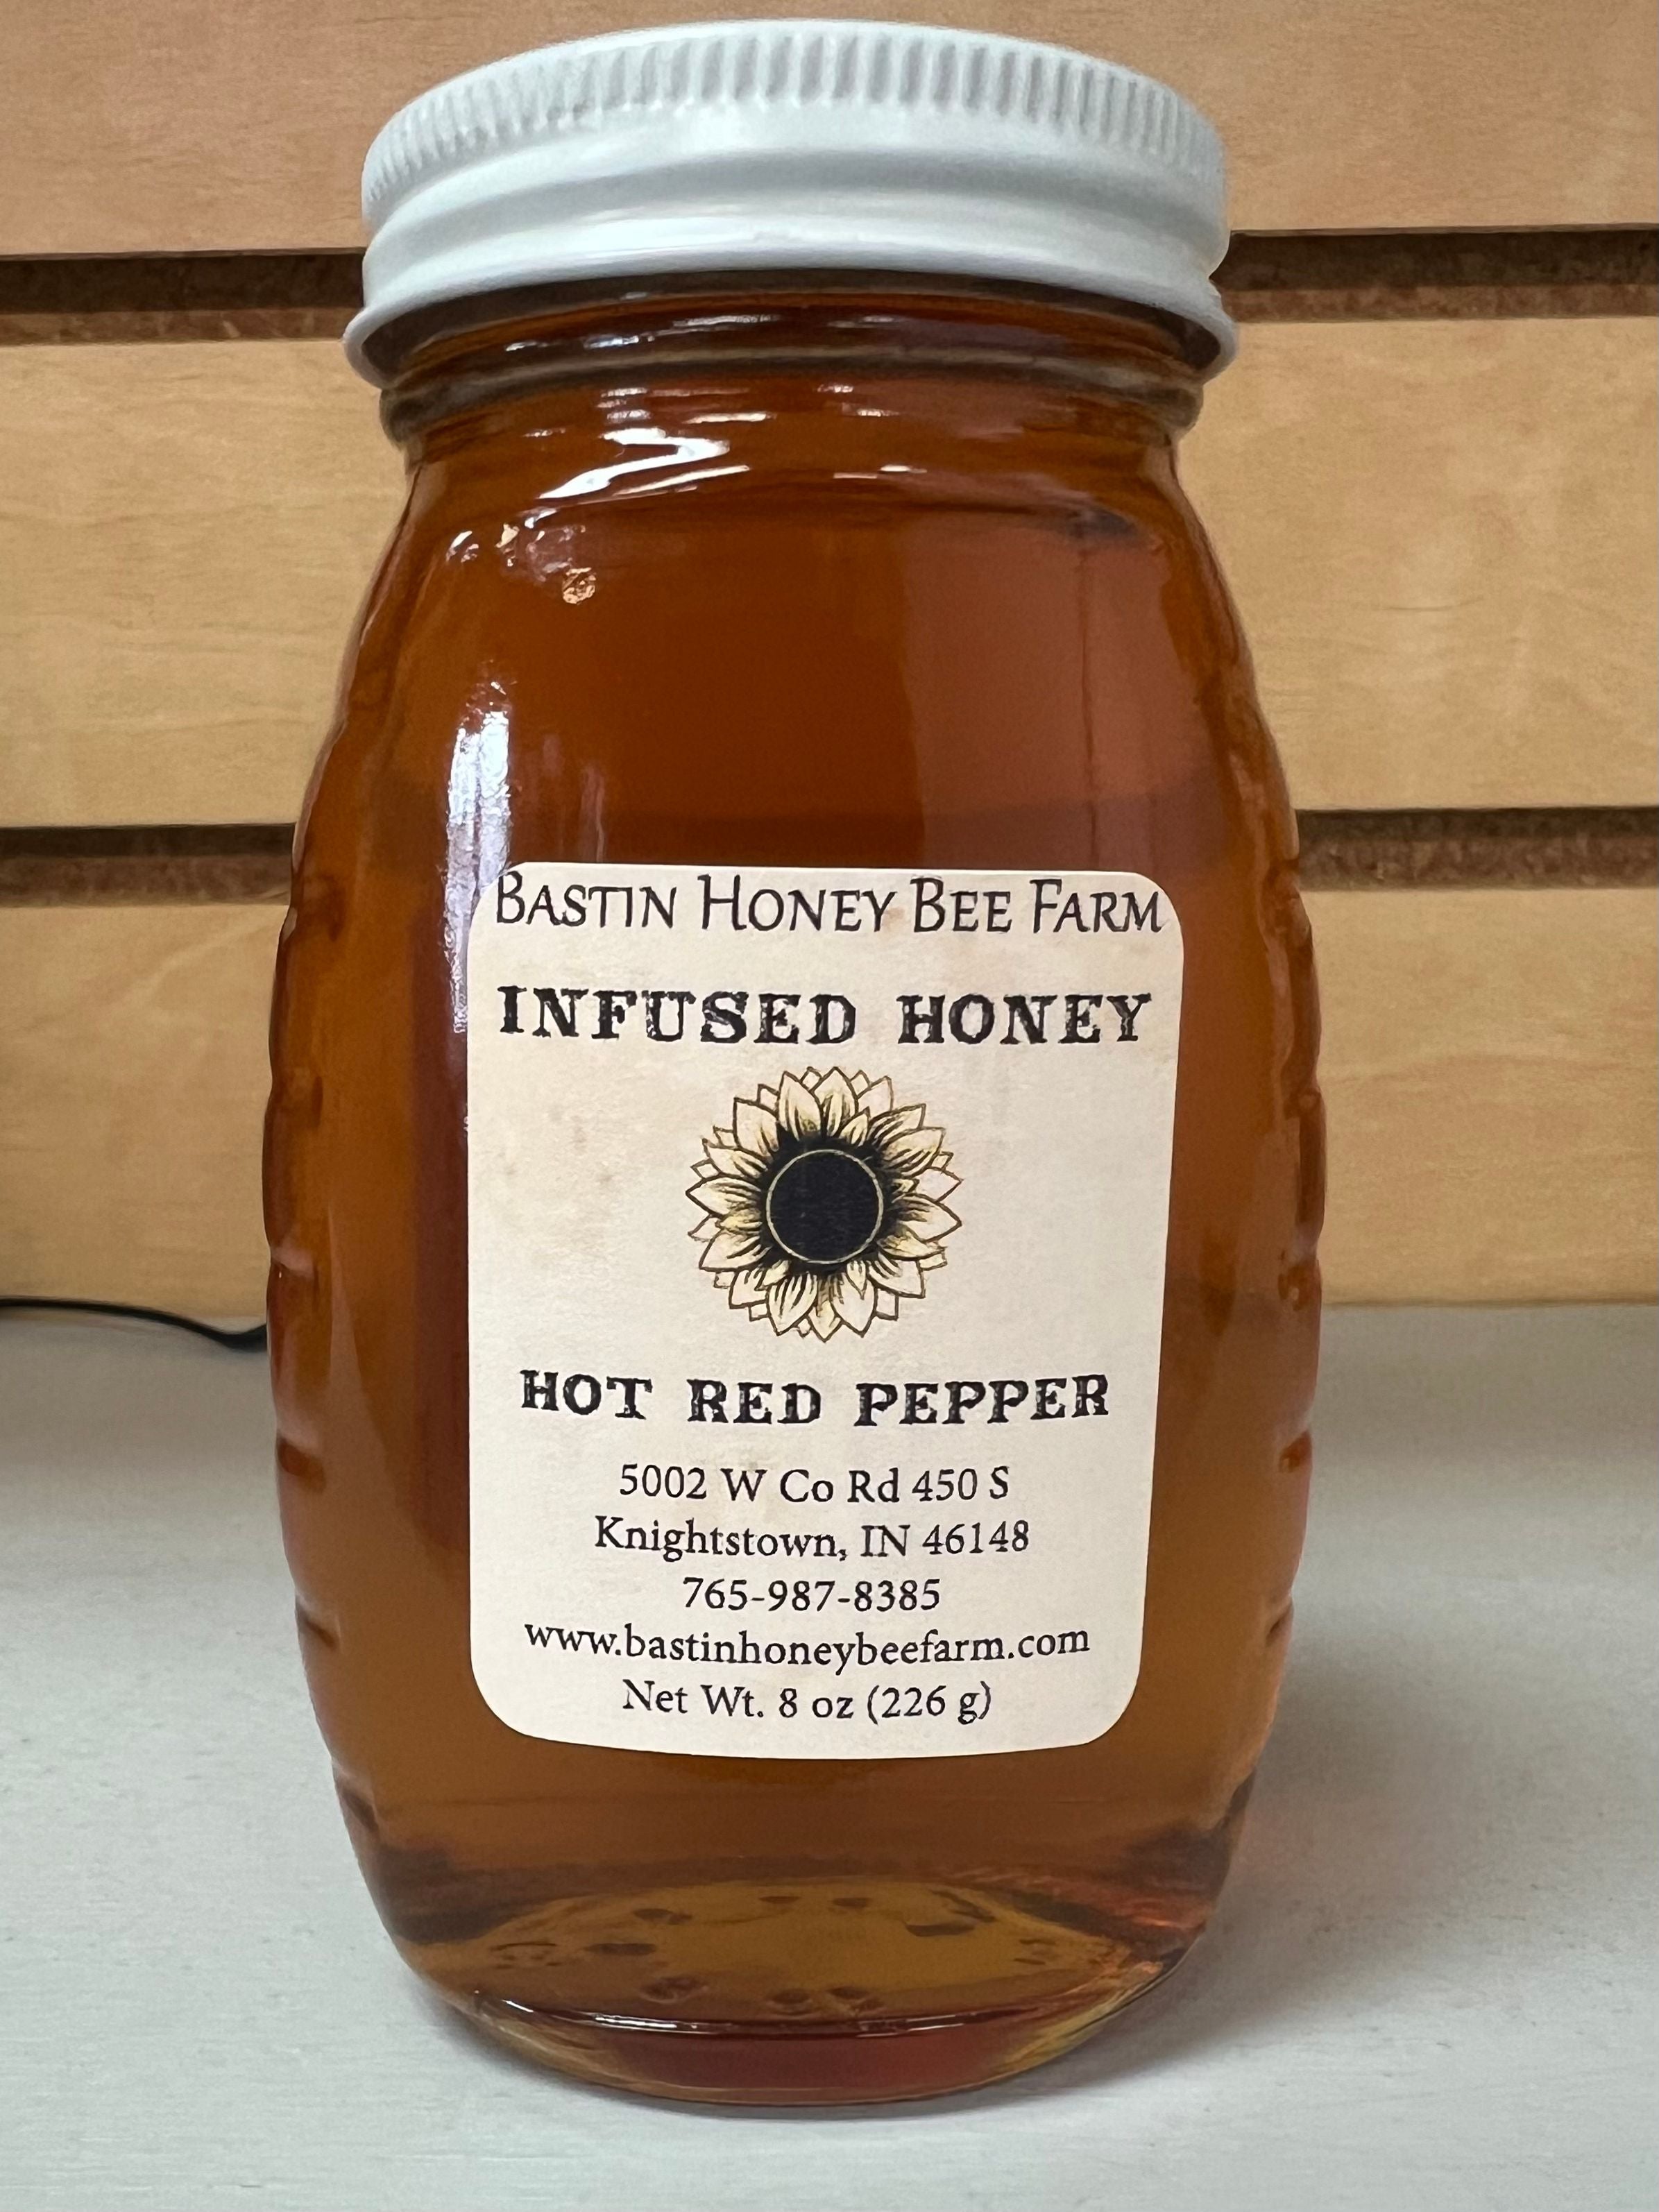 BASTIN HONEY BEE FARM
INFUSED HONEY
HOT RED PEPPER
5002 W Co Rd 450 S
Knightstown, IN 46148
765-987-8385
www.bastinhoneybeefarm.com
Net Wt. 8 oz (226 g)